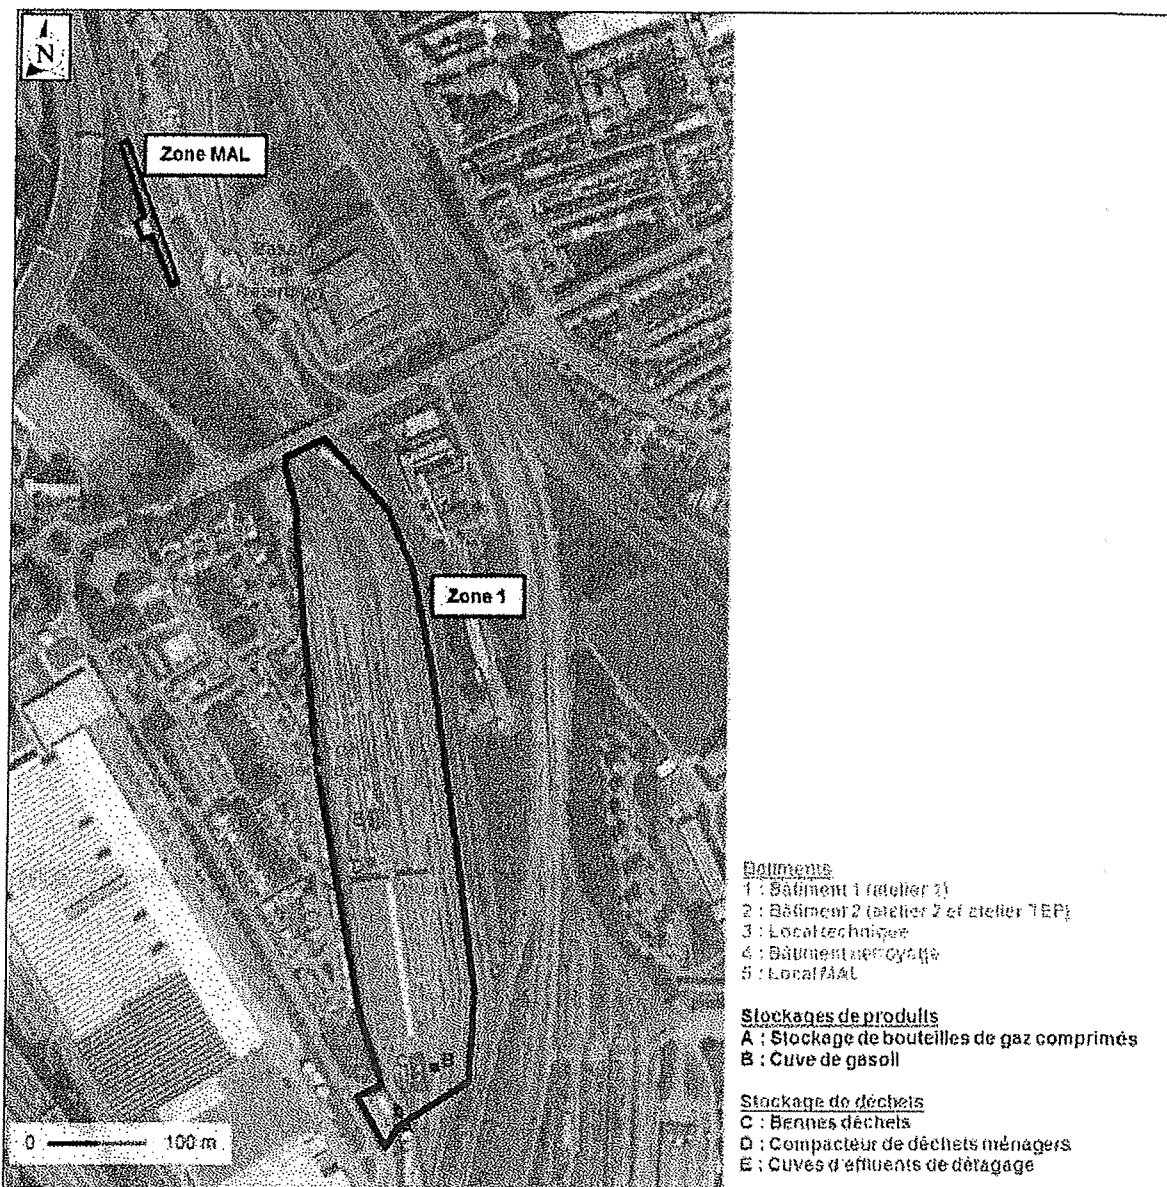 N
Zone MAL
Zone 1
B
0 100 m
Bâtiments
1 : Bâtiment 1 (atelier 1)
2 : Bâtiment 2 (atelier 2 et atelier TEP)
3 : Local technique
4 : Bâtiment nettoyage
5 : Local MAL
Stockages de produits
A : Stockage de bouteilles de gaz comprimés
B : Cuve de gasoil
Stockage de déchets
C : Bennes déchets
D : Compacteur de déchets ménagers
E : Cuves d'effluents de détagage